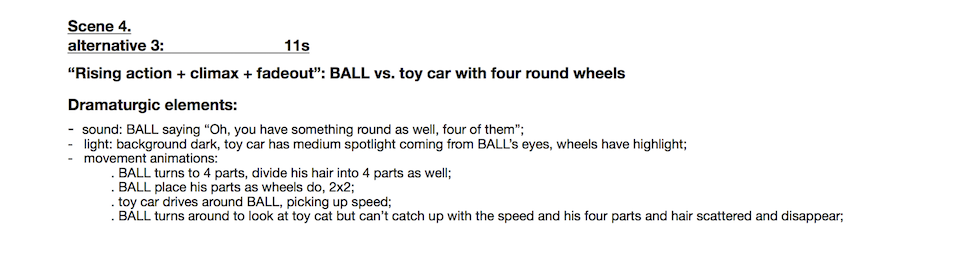 Scene 4.
alternative 3: 11s
“Rising action + climax + fadeout”: BALL vs. toy car with four round wheels
Dramaturgic elements:
- sound: BALL saying “Oh, you have something round as well, four of them”;
- light: background dark, toy car has medium spotlight coming from BALL’s eyes, wheels have highlight;
- movement animations:
. BALL turns to 4 parts, divide his hair into 4 parts as well;
. BALL place his parts as wheels do, 2x2;
. toy car drives around BALL, picking up speed;
. BALL turns around to look at toy cat but can’t catch up with the speed and his four parts and hair scattered and disappear;